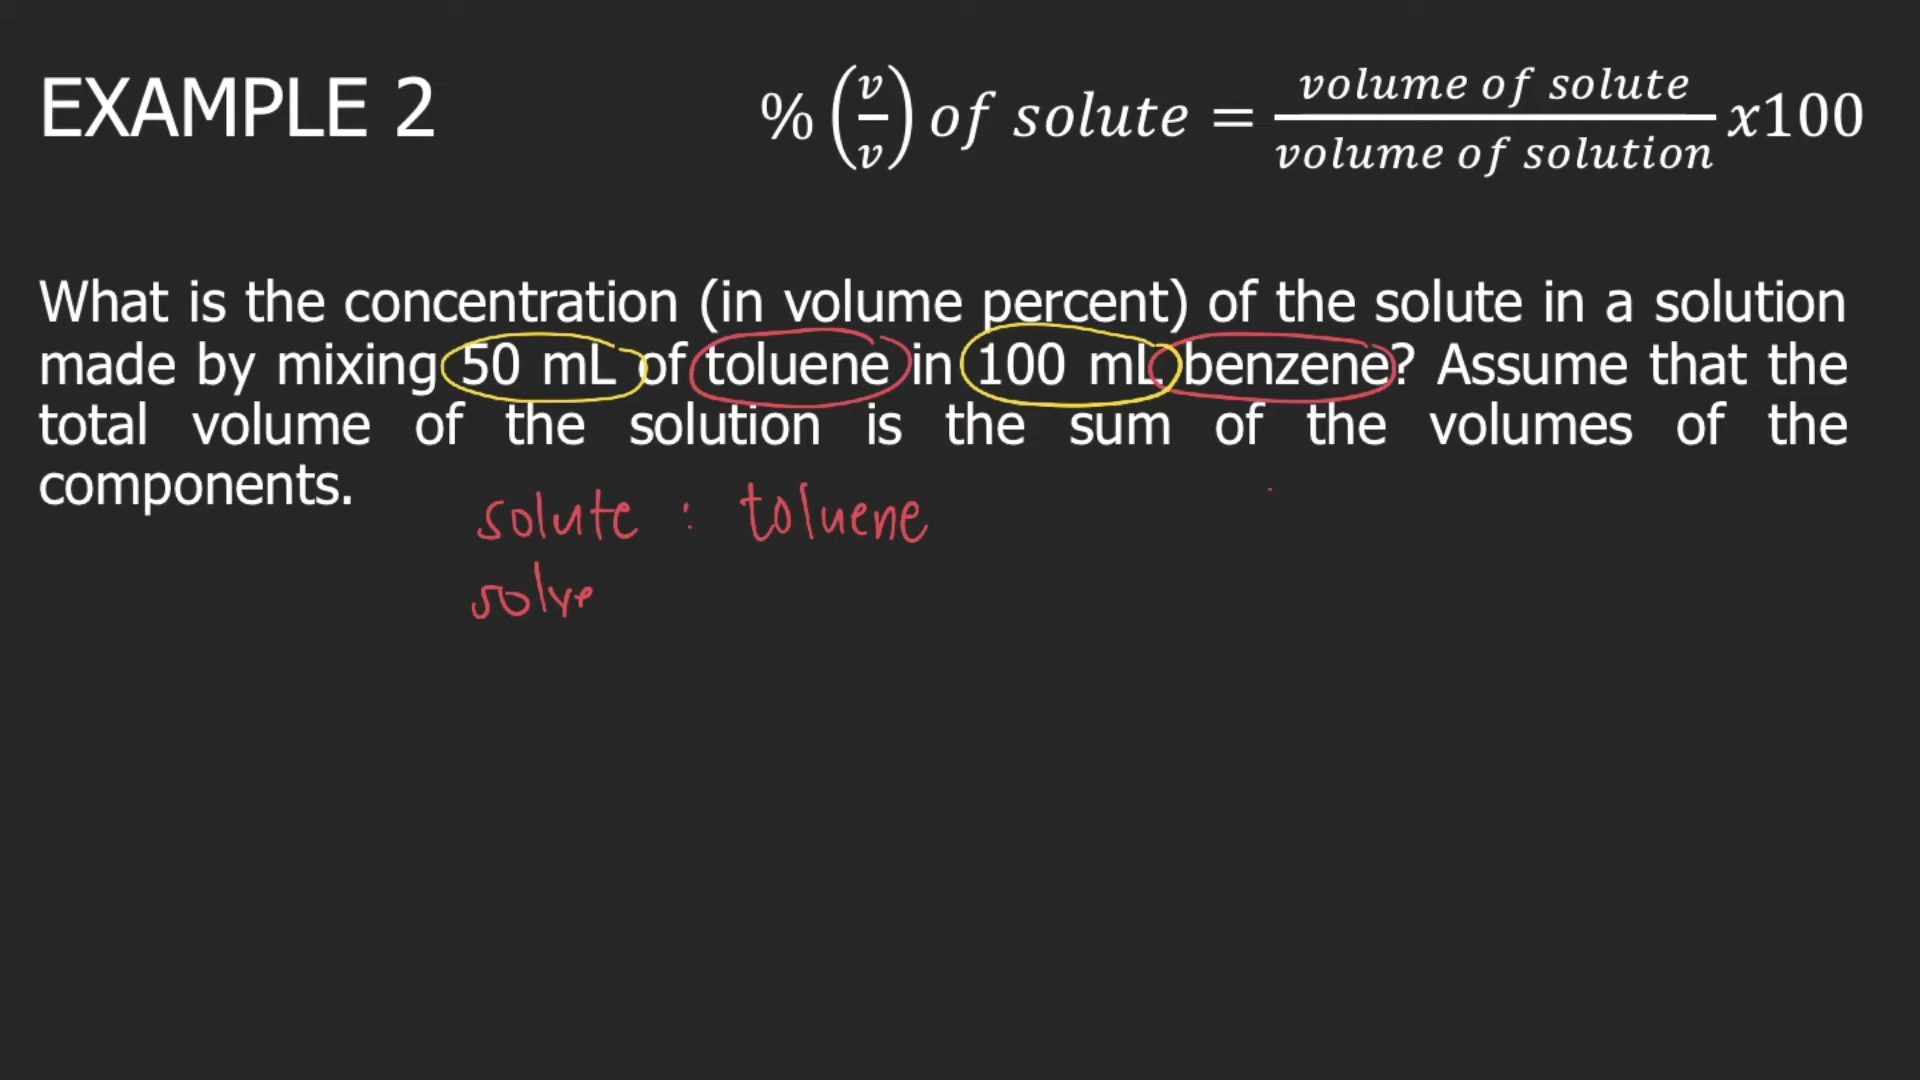 EXAMPLE 2
% (v/v) of solute = volume of solute / volume of solution x100
What is the concentration (in volume percent) of the solute in a solution
made by mixing 50 mL of toluene in 100 mL benzene? Assume that the
total volume of the solution is the sum of the volumes of the
components.
solute : toluene
solve